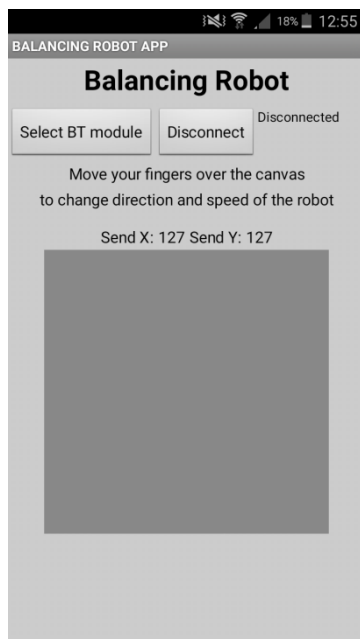 18% 12:55
BALANCING ROBOT APP
Balancing Robot
Select BT module Disconnect Disconnected
Move your fingers over the canvas
to change direction and speed of the robot
Send X: 127 Send Y: 127